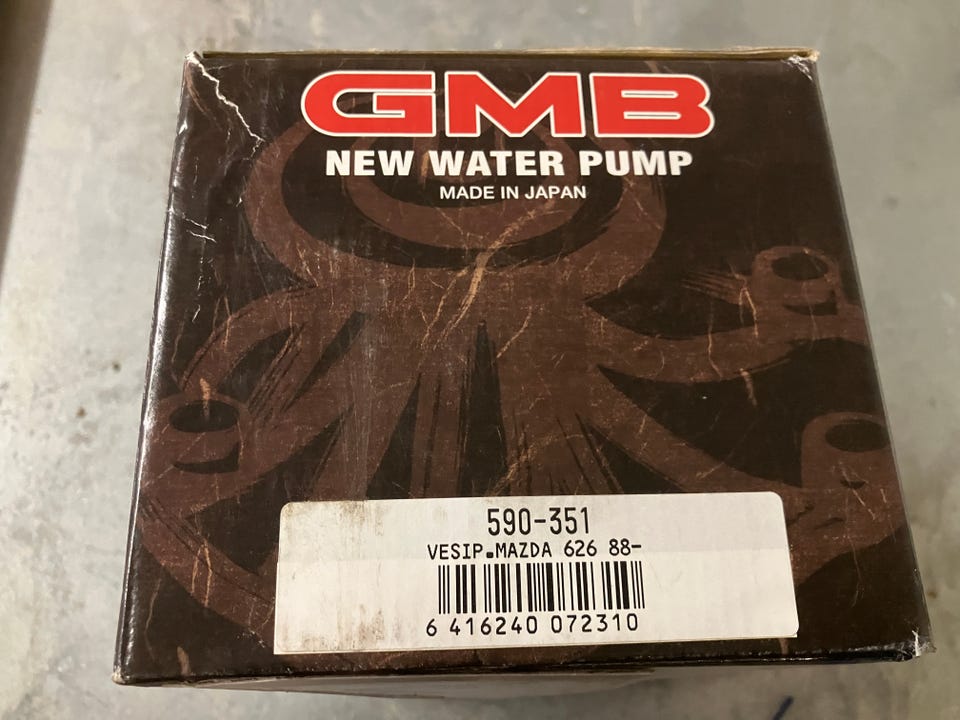 GMB
NEW WATER PUMP
MADE IN JAPAN
590-351
VESIP.MAZDA 626 88-
6 416240 072310